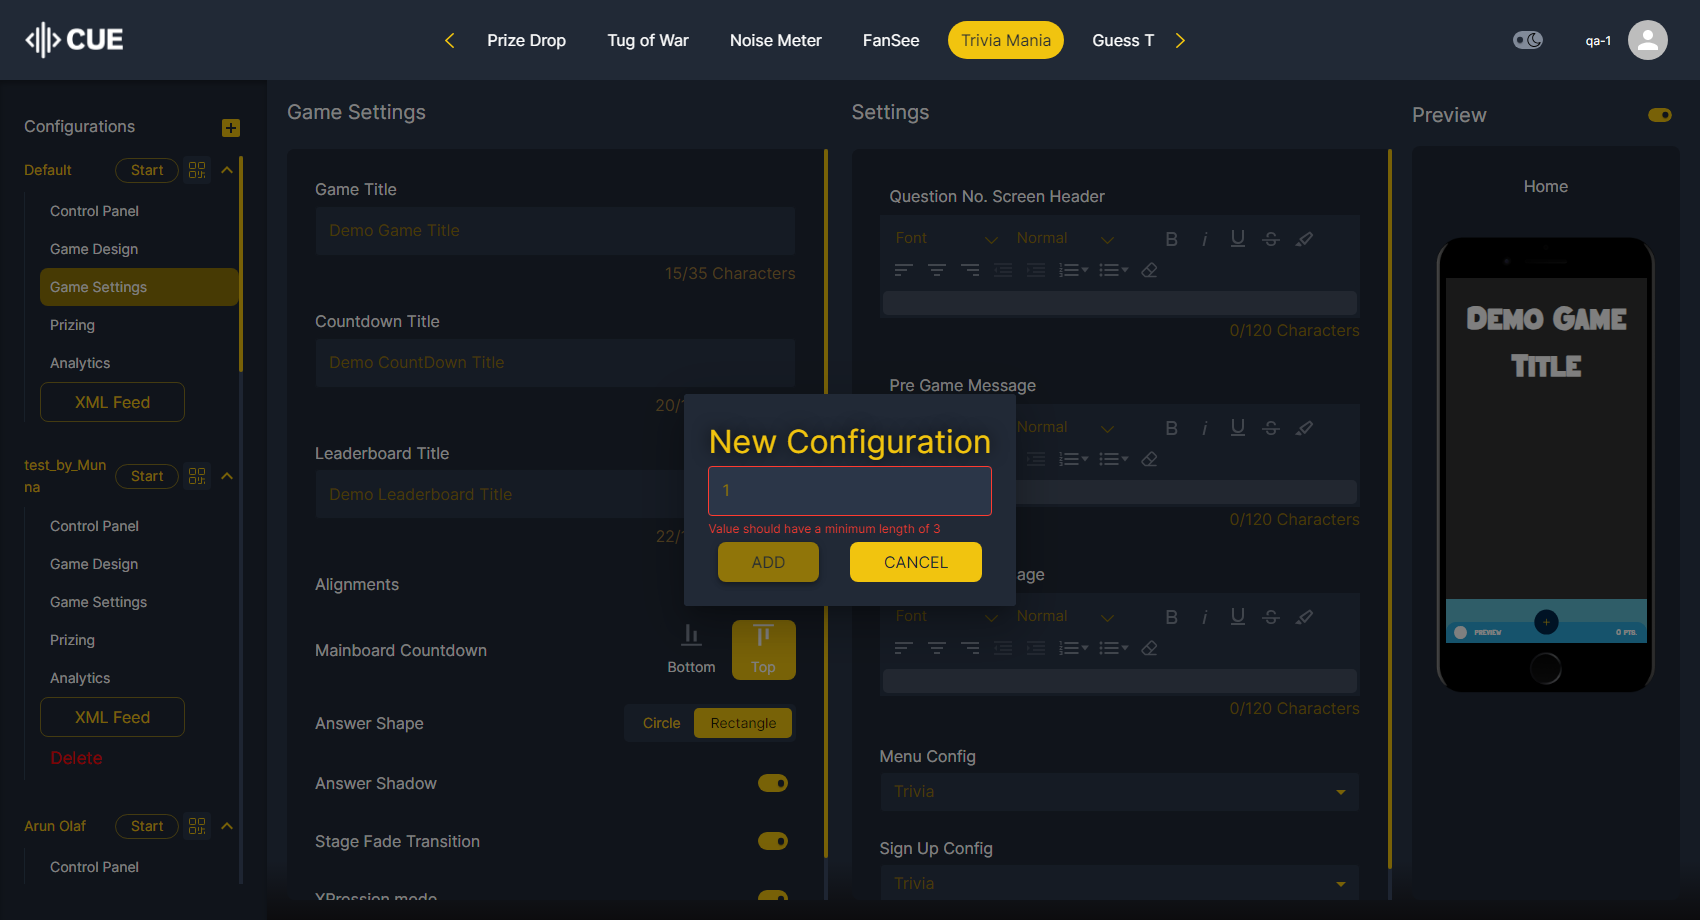 CUE
Prize Drop
Tug of War
Noise Meter
FanSee
Trivia Mania
Guess T
qa-1
Configurations
Default
Start
Control Panel
Game Design
Game Settings
Prizing
Analytics
XML Feed
test_by_Mun
na
Start
Control Panel
Game Design
Game Settings
Prizing
Analytics
XML Feed
Delete
Arun Olaf
Start
Control Panel
Game Settings
Game Title
Demo Game Title
15/35 Characters
Countdown Title
Demo CountDown Title
20/
Leaderboard Title
Demo Leaderboard Title
22/
Alignments
Mainboard Countdown
Bottom
Top
Answer Shape
Circle
Rectangle
Answer Shadow
Stage Fade Transition
XPression mode
New Configuration
1
Value should have a minimum length of 3
ADD
CANCEL
Settings
Question No. Screen Header
Font
Normal
0/120 Characters
Pre Game Message
Normal
0/120 Characters
age
Font
Normal
0/120 Characters
Menu Config
Trivia
Sign Up Config
Trivia
Preview
Home
DEMO GAME
TITLE
PREVIEW
0 PTS.